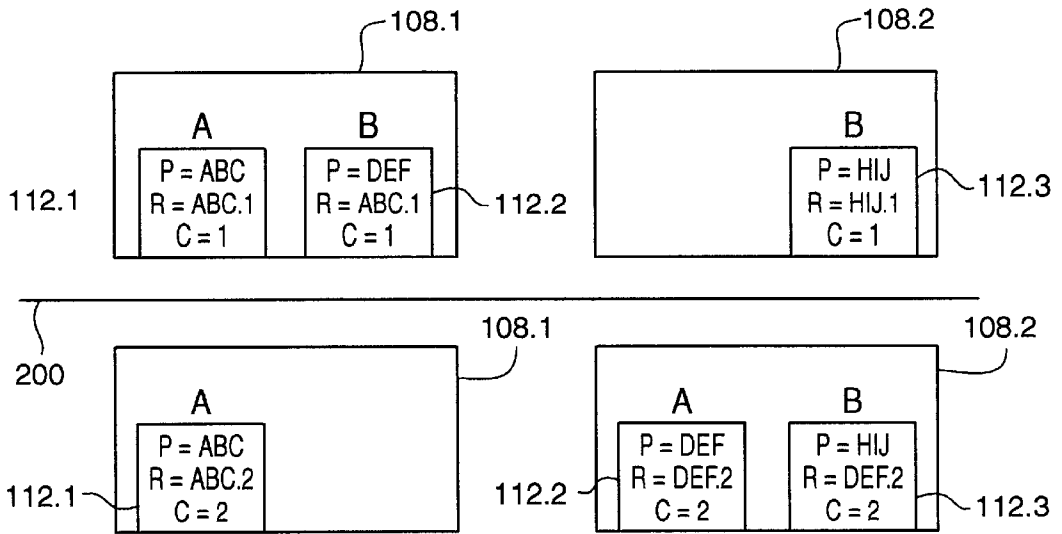 108.1
108.2
A
B
B
P = ABC
R = ABC.1
C = 1
P = DEF
R = ABC.1
C = 1
P = HIJ
R = HIJ.1
C = 1
112.1
112.2
112.3
200
108.1
108.2
A
A
B
P = ABC
R = ABC.2
C = 2
P = DEF
R = DEF.2
C = 2
P = HIJ
R = DEF.2
C = 2
112.1
112.2
112.3